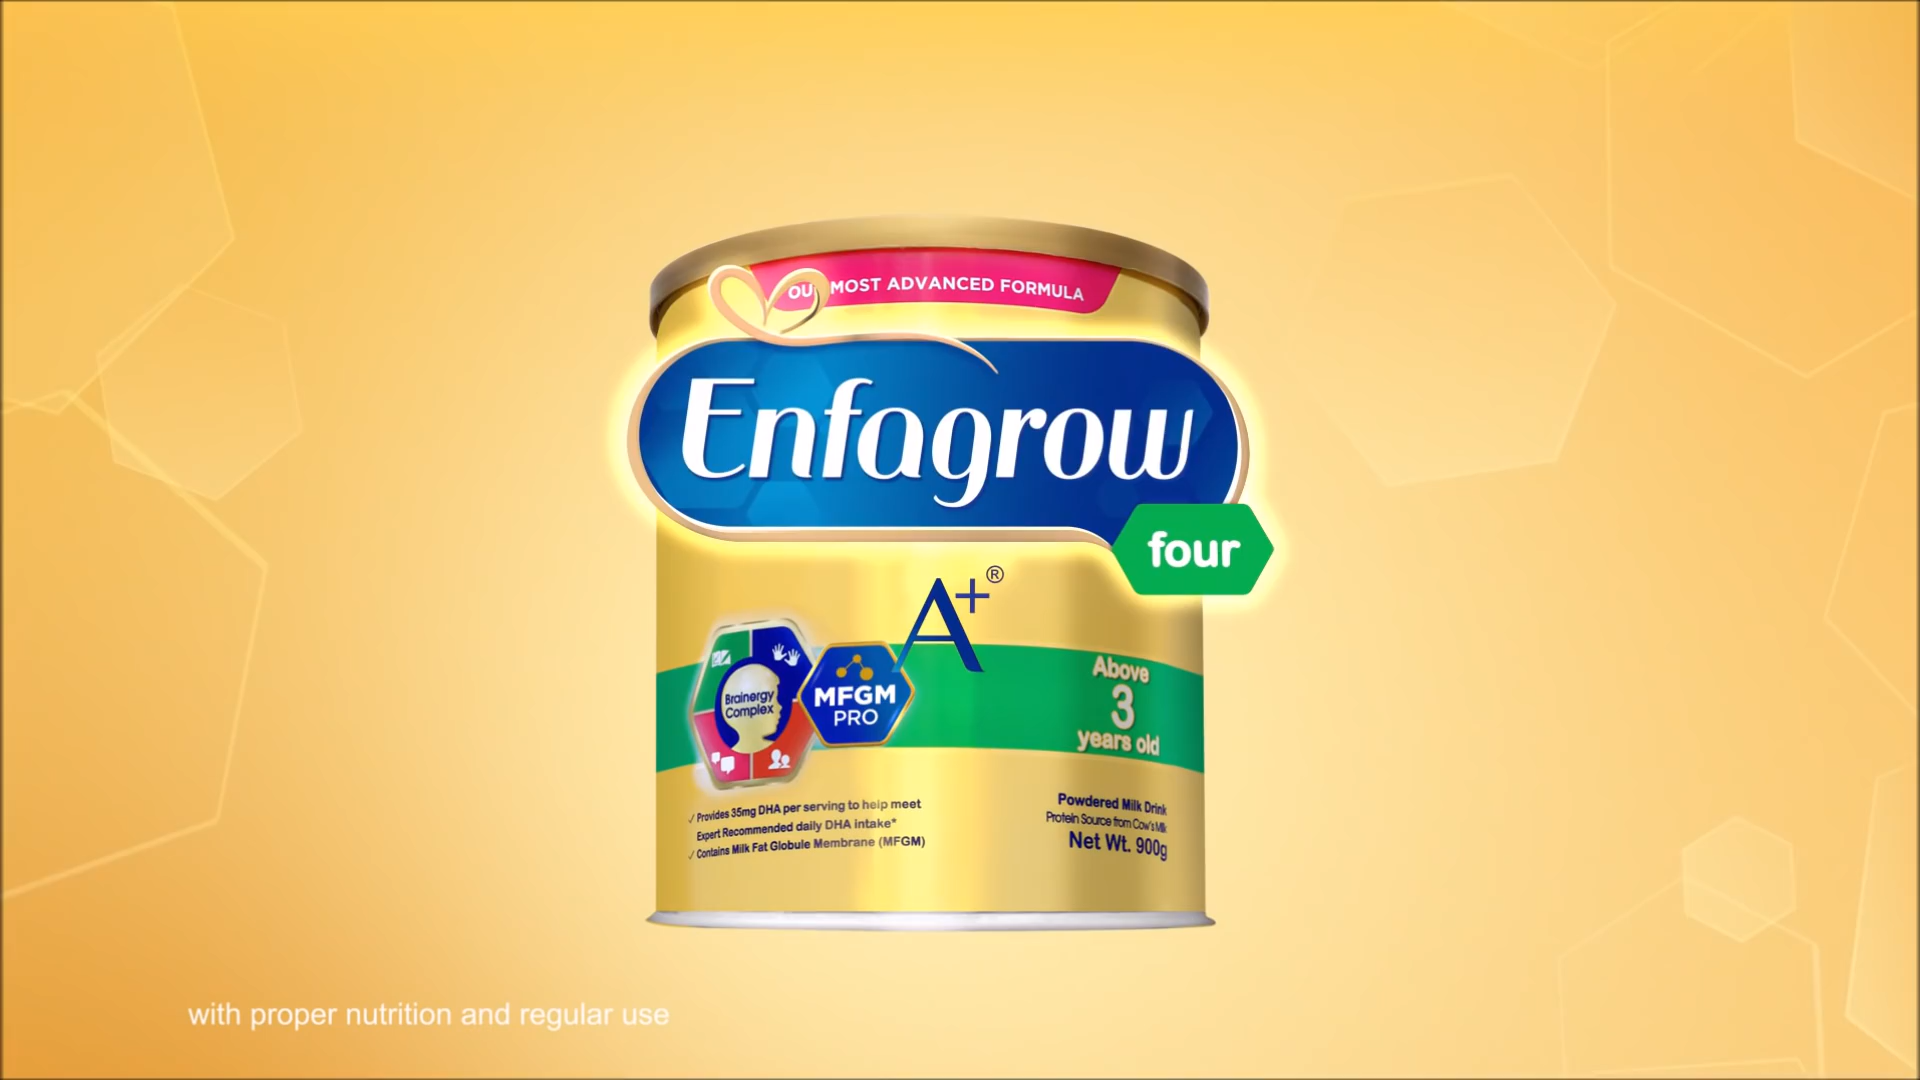 OUR MOST ADVANCED FORMULA
Enfagrow
four
A+®
Brainergy
Complex
MFGM
PRO
Above
3
years old
✓ Provides 35mg DHA per serving to help meet
Expert Recommended daily DHA intake*
✓ Contains Milk Fat Globule Membrane (MFGM)
Powdered Milk Drink
Protein Source from Cow's Milk
Net Wt. 900g
with proper nutrition and regular use